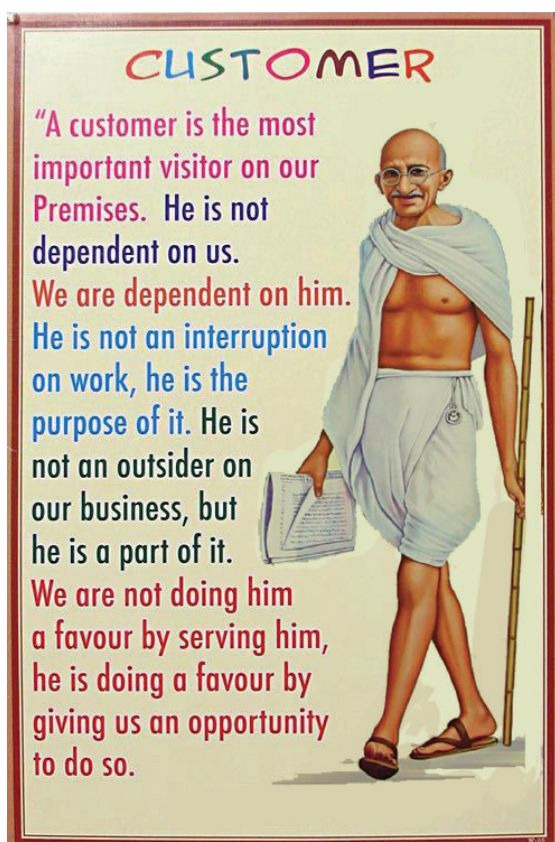 CUSTOMER
“A customer is the most
important visitor on our
Premises. He is not
dependent on us.
We are dependent on him.
He is not an interruption
on work, he is the
purpose of it. He is
not an outsider on
our business, but
he is a part of it.
We are not doing him
a favour by serving him,
he is doing a favour by
giving us an opportunity
to do so.